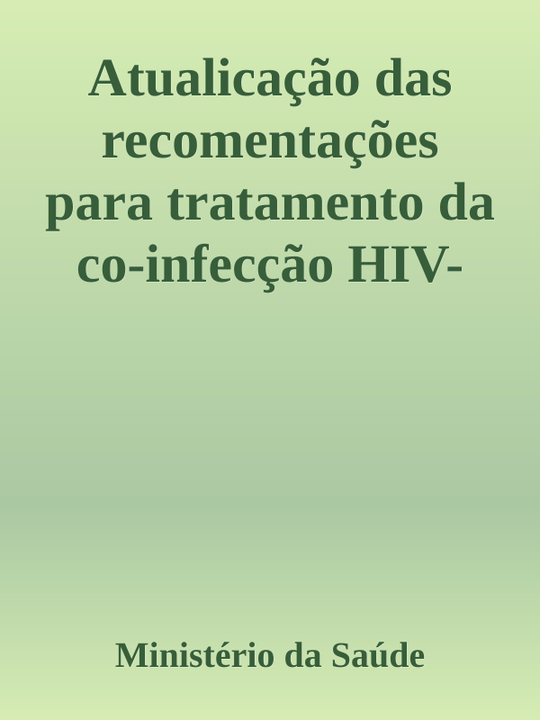 Atualicação das
recomentações
para tratamento da
co-infecção HIV-
Ministério da Saúde